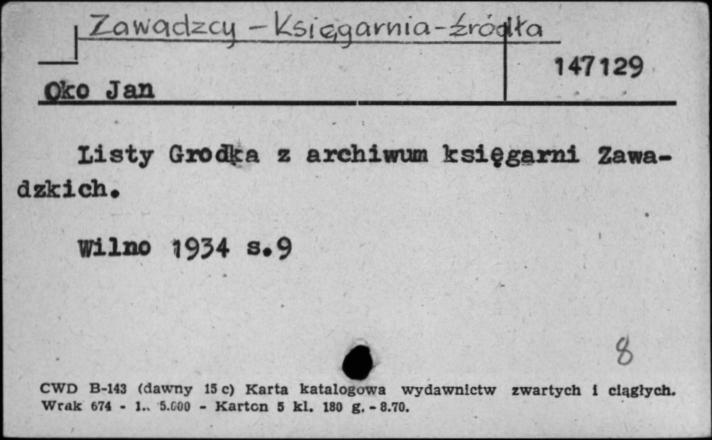 Zawadzcy - Księgarnia - źródła
147129
Oko Jan
Listy Grodka z archiwum księgarni Zawa-
dzkich.
Wilno 1934 s.9
8
CWD B-143 (dawny 15 c) Karta katalogowa wydawnictw zwartych i ciągłych.
Wrak 674 - 1.. 5.000 - Karton 5 kl. 180 g. - 8.70.